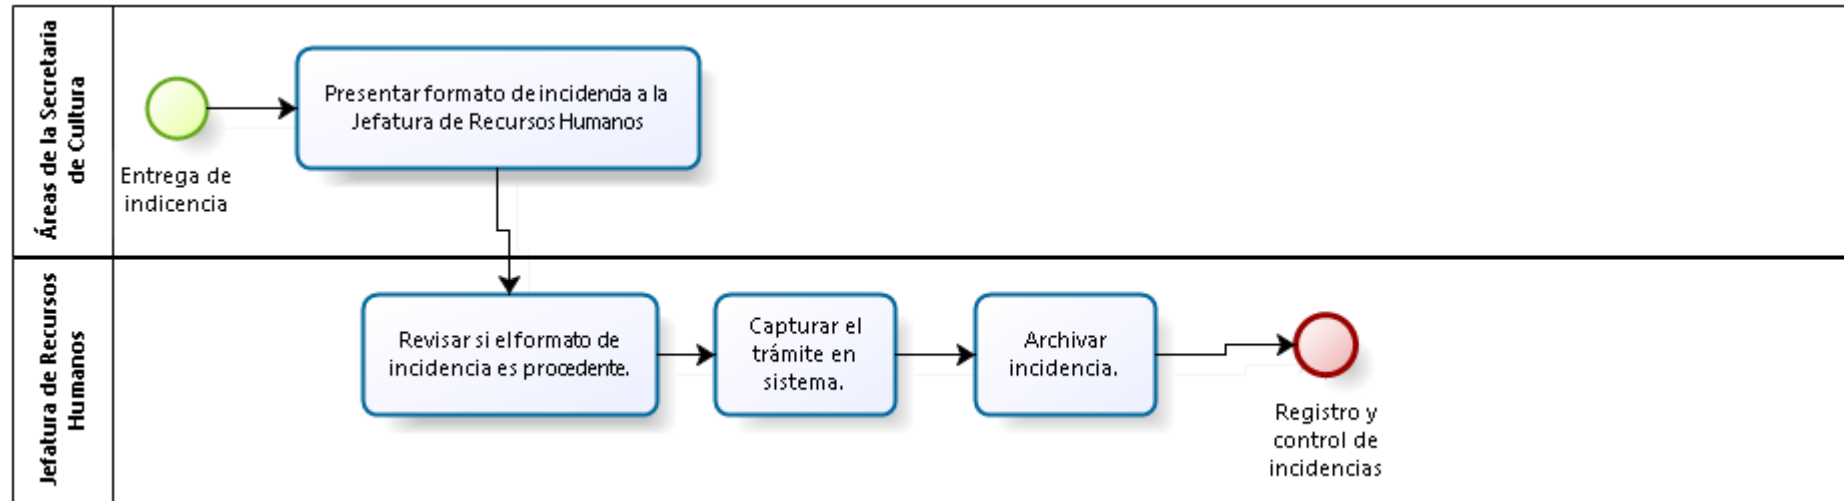 Áreas de la Secretaria
de Cultura
Entrega de
indicencia
Presentar formato de incidencia a la
Jefatura de Recursos Humanos
Jefatura de Recursos
Humanos
Revisar si el formato de
incidencia es procedente.
Capturar el
trámite en
sistema.
Archivar
incidencia.
Registro y
control de
incidencias